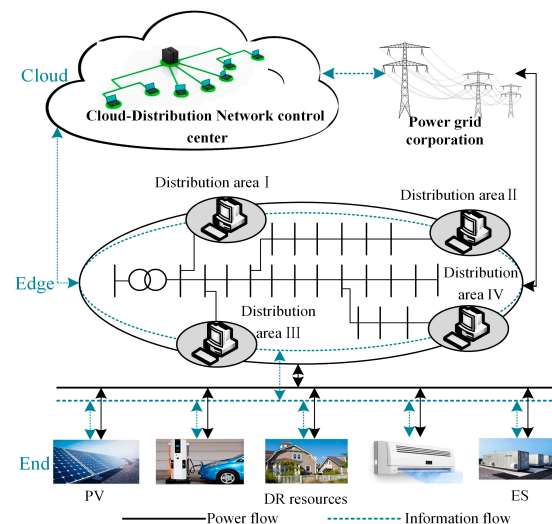 Cloud
Cloud-Distribution Network control
center
Power grid
corporation
Distribution area I
Distribution area II
Edge
Distribution
area III
Distribution
area IV
End
PV
DR resources
ES
Power flow
Information flow